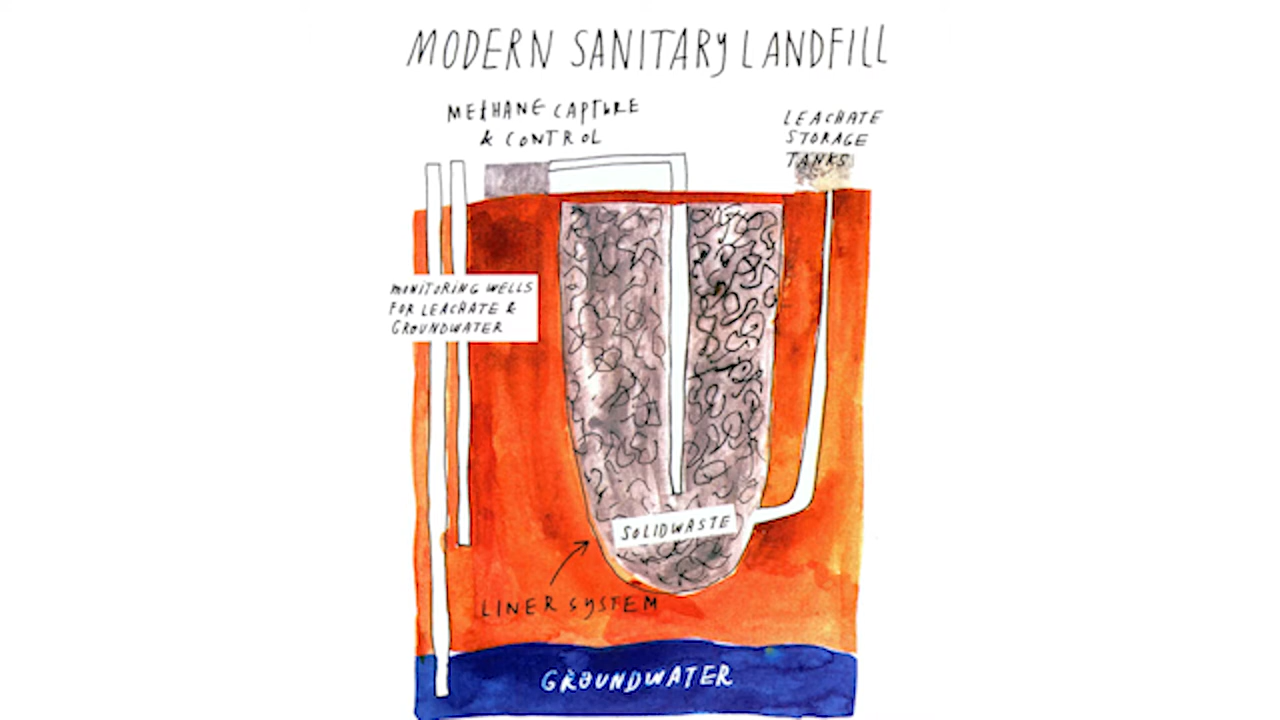 MODERN SANITARY LANDFILL
METHANE CAPTURE
& CONTROL
LEACHATE
STORAGE
TANKS
MONITORING WELLS
FOR LEACHATE &
GROUNDWATER
SOLIDWASTE
LINER SYSTEM
GROUNDWATER